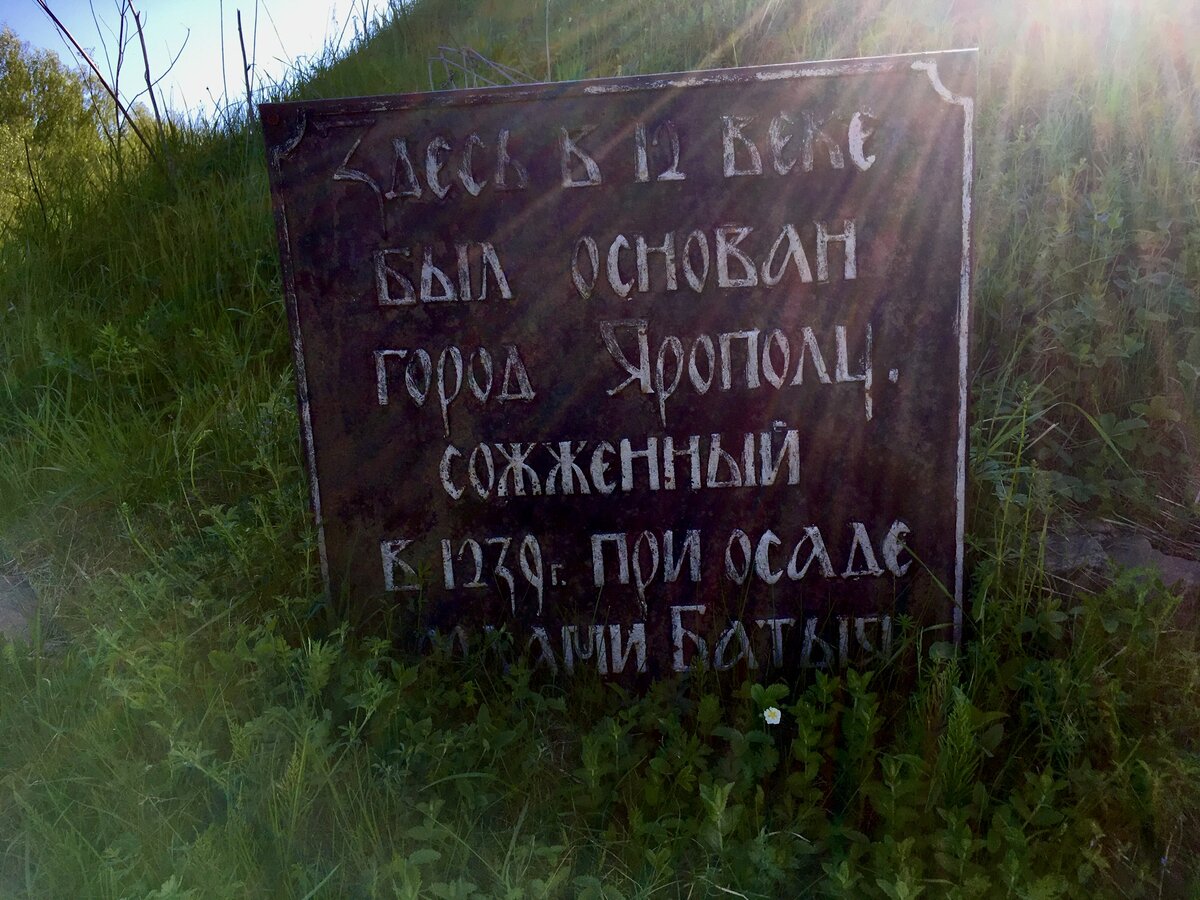 Здесь в 12 веке
был основан
город Ярополч.
сожженный
в 1239г. при осаде
Батыя